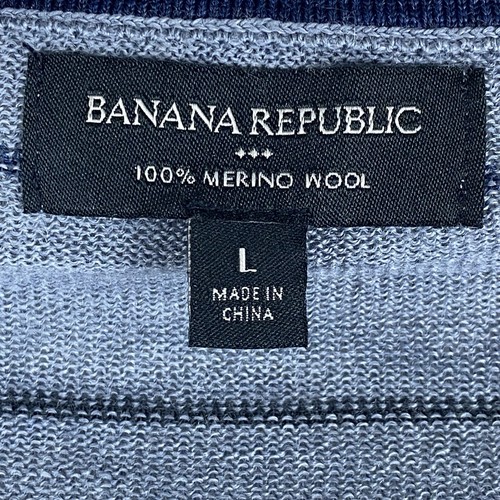 BANANA REPUBLIC
100% MERINO WOOL
L
MADE IN
CHINA